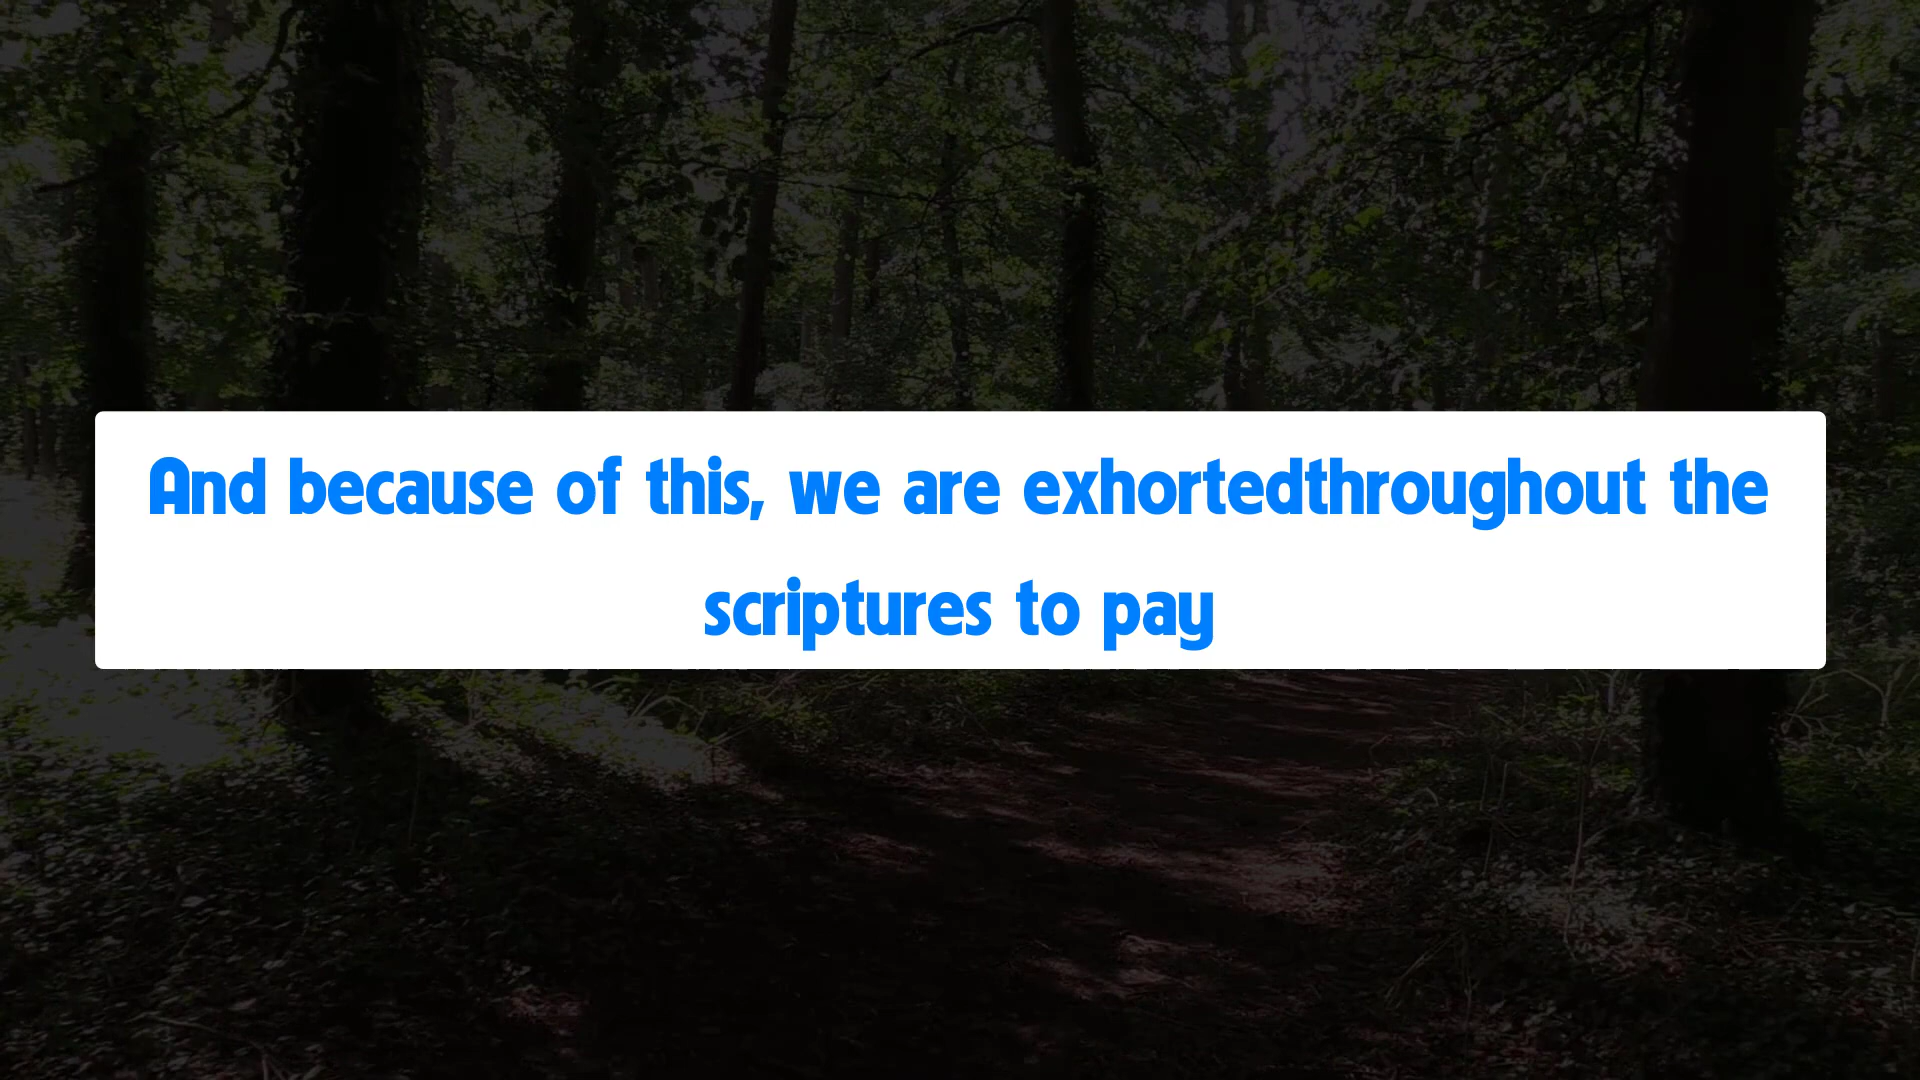 And because of this, we are exhortedthroughout the
scriptures to pay